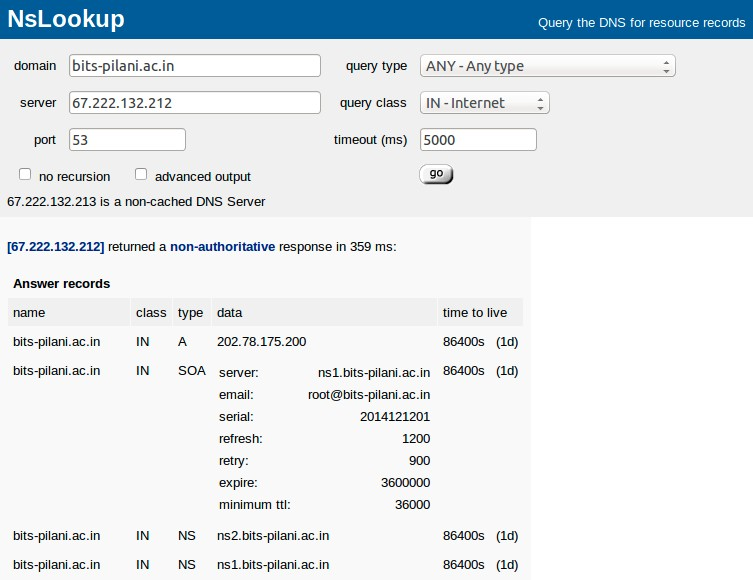 NsLookup Query the DNS for resource records
domain bits-pilani.ac.in query type ANY - Any type
server 67.222.132.212 query class IN - Internet
port 53 timeout (ms) 5000
no recursion advanced output go
67.222.132.213 is a non-cached DNS Server
[67.222.132.212] returned a non-authoritative response in 359 ms:
Answer records
name class type data time to live
bits-pilani.ac.in IN A 202.78.175.200 86400s (1d)
bits-pilani.ac.in IN SOA server: ns1.bits-pilani.ac.in 86400s (1d)
email: root@bits-pilani.ac.in
serial: 2014121201
refresh: 1200
retry: 900
expire: 3600000
minimum ttl: 36000
bits-pilani.ac.in IN NS ns2.bits-pilani.ac.in 86400s (1d)
bits-pilani.ac.in IN NS ns1.bits-pilani.ac.in 86400s (1d)